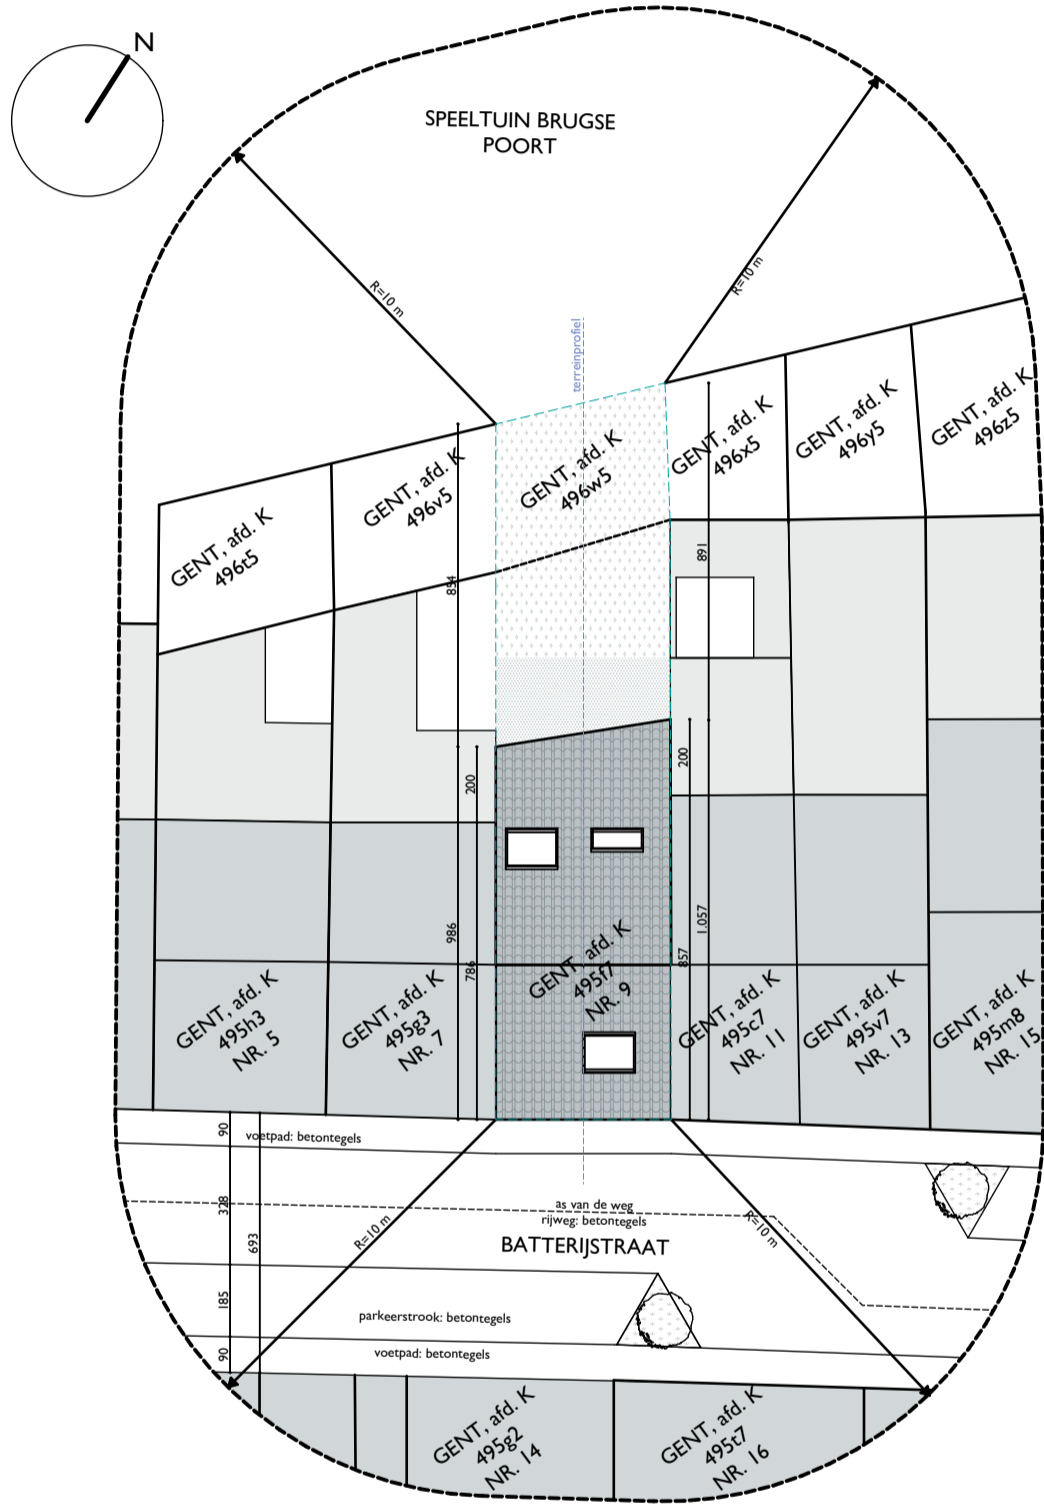 N
SPEELTUIN BRUGSE
POORT
R=10 m
R=10 m
terreinprofiel
GENT, afd. K
496t5
GENT, afd. K
496v5
GENT, afd. K
496w5
GENT, afd. K
496x5
GENT, afd. K
496y5
GENT, afd. K
496z5
854
891
200
200
986
786
857
1.057
GENT, afd. K
495h3
NR. 5
GENT, afd. K
495g3
NR. 7
GENT, afd. K
495f7
NR. 9
GENT, afd. K
495c7
NR. 11
GENT, afd. K
495v7
NR. 13
GENT, afd. K
495m8
NR. 15
90
voetpad: betontegels
328
693
as van de weg
rijweg: betontegels
BATTERIJSTRAAT
R=10 m
R=10 m
185
parkeerstrook: betontegels
90
voetpad: betontegels
GENT, afd. K
495g2
NR. 14
GENT, afd. K
495t7
NR. 16